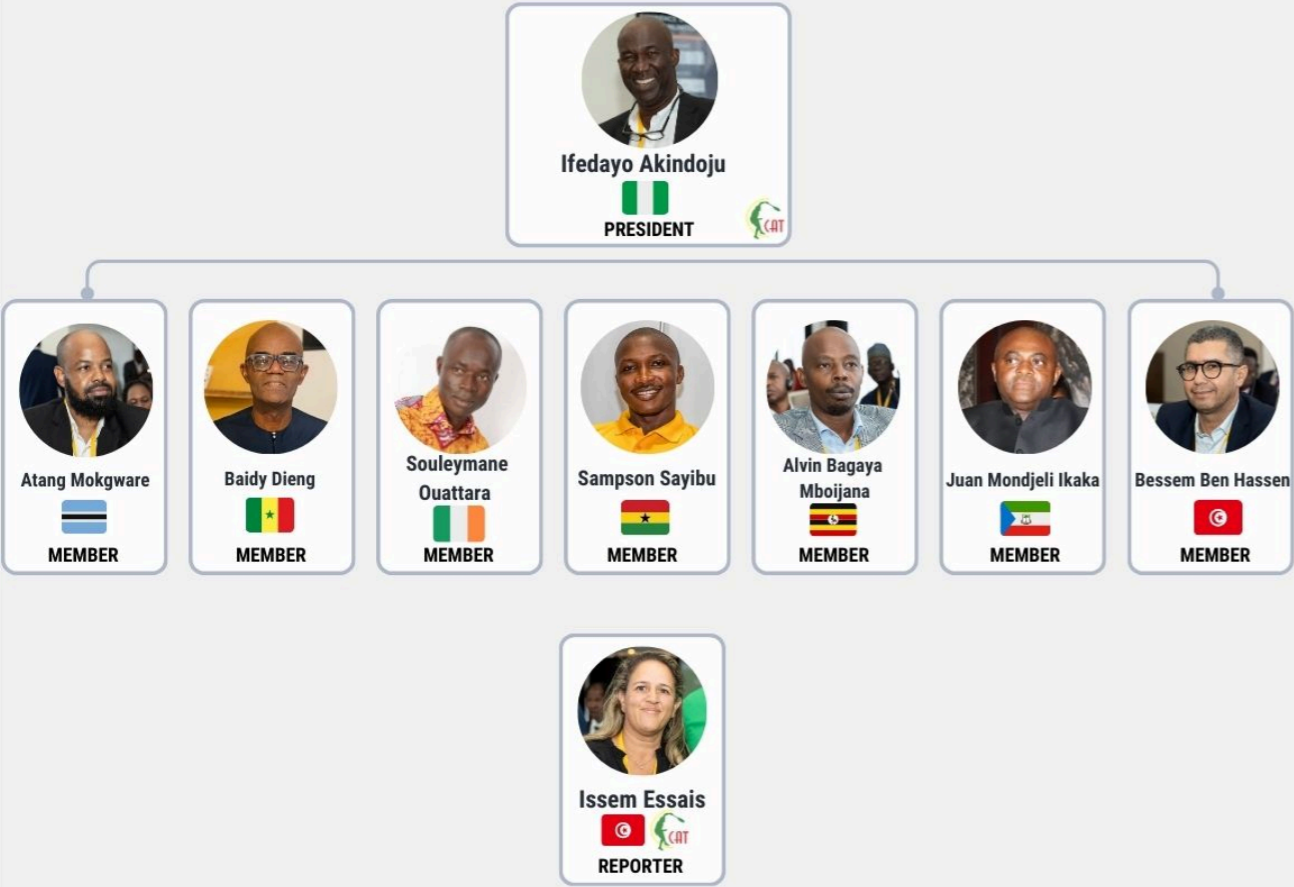 Ifedayo Akindoju
PRESIDENT
CAT
Atang Mokgware
MEMBER
Baidy Dieng
MEMBER
Souleymane
Ouattara
MEMBER
Sampson Sayibu
MEMBER
Alvin Bagaya
Mboijana
MEMBER
Juan Mondjeli Ikaka
MEMBER
Bessem Ben Hassen
MEMBER
Issem Essais
CAT
REPORTER